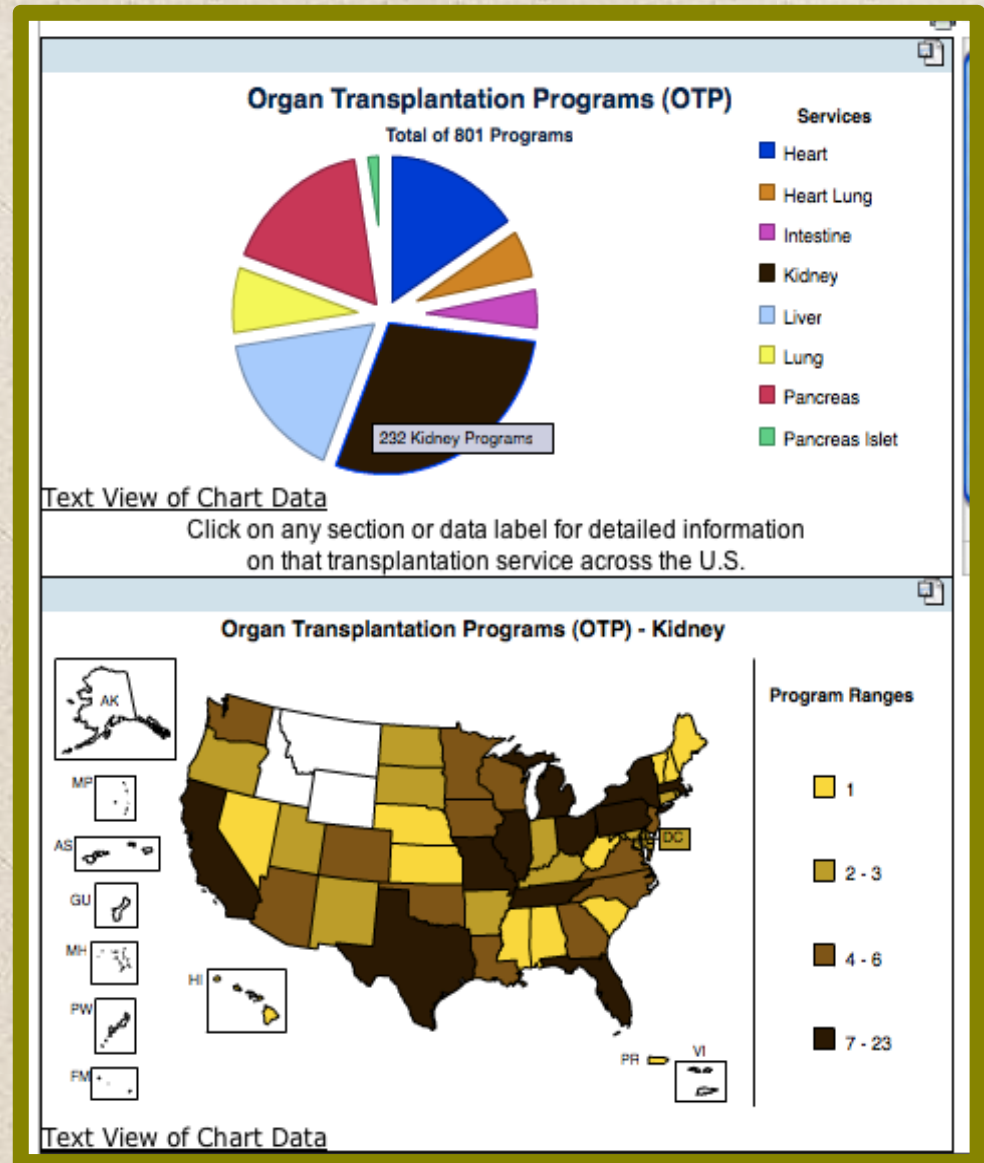 Organ Transplantation Programs (OTP)
Total of 801 Programs
Services
Heart
Heart Lung
Intestine
Kidney
Liver
Lung
Pancreas
Pancreas Islet
232 Kidney Programs
Text View of Chart Data
Click on any section or data label for detailed information
on that transplantation service across the U.S.
Organ Transplantation Programs (OTP) - Kidney
AK
MP
AS
GU
MH
PW
FM
HI
DC
PR
VI
Program Ranges
1
2 - 3
4 - 6
7 - 23
Text View of Chart Data